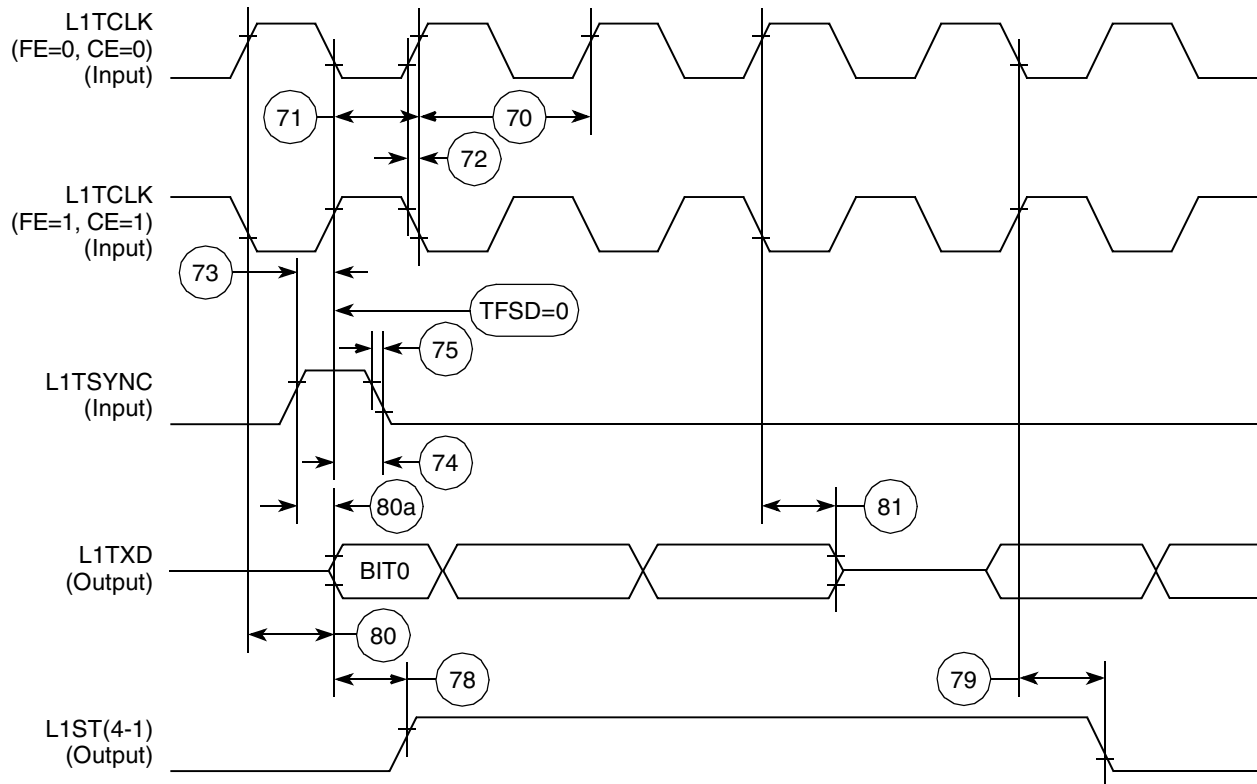 L1TCLK
(FE=0, CE=0)
(Input)
71
70
72
L1TCLK
(FE=1, CE=1)
(Input)
73
TFSD=0
75
L1TSYNC
(Input)
74
80a
81
L1TXD
(Output)
BIT0
80
78
79
L1ST(4-1)
(Output)